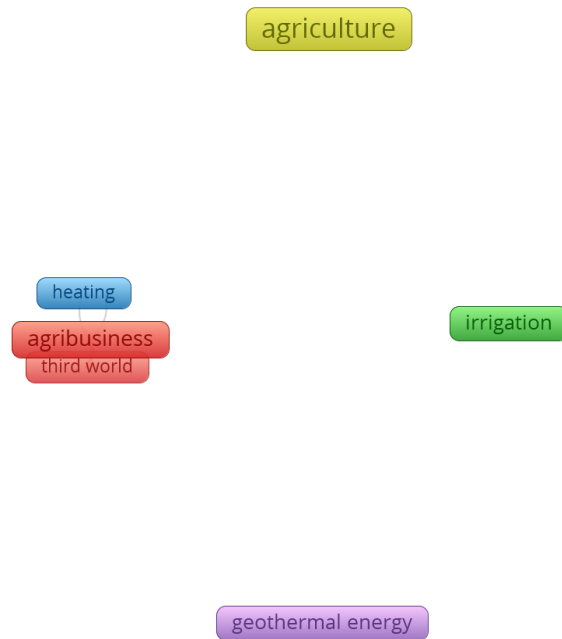 agriculture
heating
agribusiness
third world
irrigation
geothermal energy